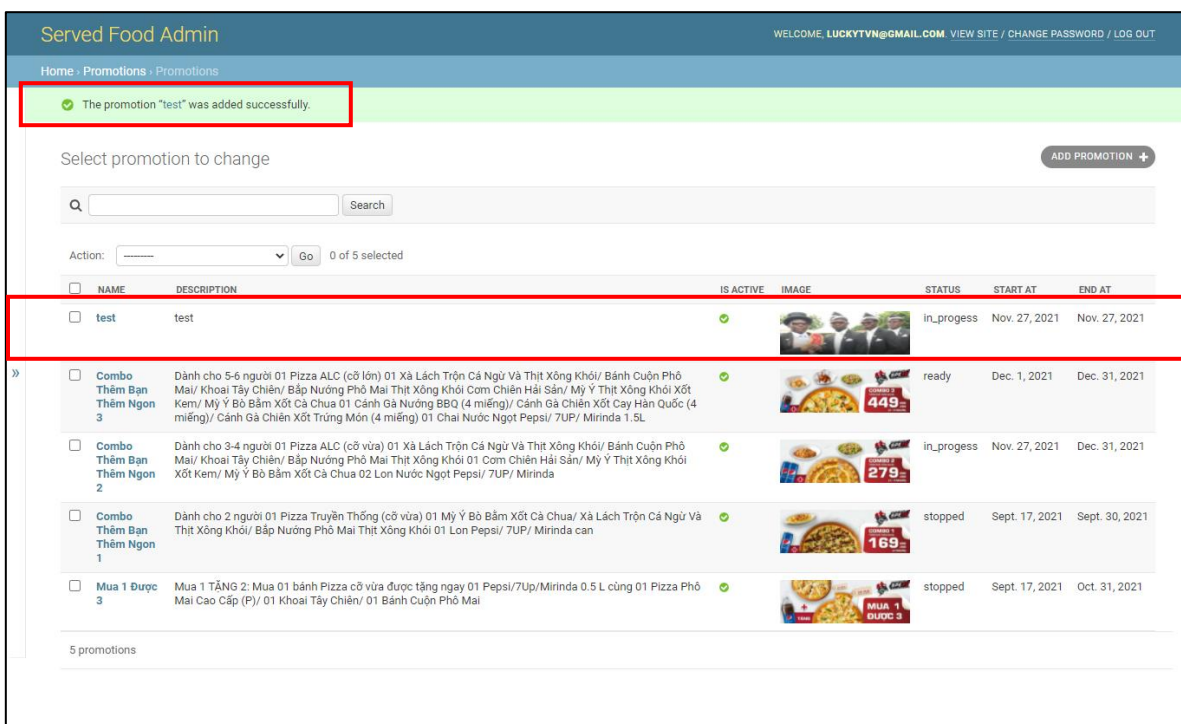 Served Food Admin
WELCOME, LUCKYTVN@GMAIL.COM. VIEW SITE / CHANGE PASSWORD / LOG OUT
Home › Promotions › Promotions
The promotion “test” was added successfully.
Select promotion to change
ADD PROMOTION +
Search
Action: --------- Go 0 of 5 selected
NAME DESCRIPTION IS ACTIVE IMAGE STATUS START AT END AT
test test in_progess Nov. 27, 2021 Nov. 27, 2021
»
Combo
Thêm Bạn
Thêm Ngon
3
Dành cho 5-6 người 01 Pizza ALC (cỡ lớn) 01 Xà Lách Trộn Cá Ngừ Và Thịt Xông Khói/ Bánh Cuộn Phô
Mai/ Khoai Tây Chiên/ Bắp Nướng Phô Mai Thịt Xông Khói Cơm Chiên Hải Sản/ Mỳ Ý Thịt Xông Khói Xốt
Kem/ Mỳ Ý Bò Bằm Xốt Cà Chua 01 Cánh Gà Nướng BBQ (4 miếng)/ Cánh Gà Chiên Xốt Cay Hàn Quốc (4
miếng)/ Cánh Gà Chiên Xốt Trứng Món (4 miếng) 01 Chai Nước Ngọt Pepsi/ 7UP/ Mirinda 1.5L
COMBO 3
449
ready Dec. 1, 2021 Dec. 31, 2021
Combo
Thêm Bạn
Thêm Ngon
2
Dành cho 3-4 người 01 Pizza ALC (cỡ vừa) 01 Xà Lách Trộn Cá Ngừ Và Thịt Xông Khói/ Bánh Cuộn Phô
Mai/ Khoai Tây Chiên/ Bắp Nướng Phô Mai Thịt Xông Khói 01 Cơm Chiên Hải Sản/ Mỳ Ý Thịt Xông Khói
Xốt Kem/ Mỳ Ý Bò Bằm Xốt Cà Chua 02 Lon Nước Ngọt Pepsi/ 7UP/ Mirinda
279
in_progess Nov. 27, 2021 Dec. 31, 2021
Combo
Thêm Bạn
Thêm Ngon
1
Dành cho 2 người 01 Pizza Truyền Thống (cỡ vừa) 01 Mỳ Ý Bò Bằm Xốt Cà Chua/ Xà Lách Trộn Cá Ngừ Và
Thịt Xông Khói/ Bắp Nướng Phô Mai Thịt Xông Khói 01 Lon Pepsi/ 7UP/ Mirinda can
COMBO 1
169
stopped Sept. 17, 2021 Sept. 30, 2021
Mua 1 Được
3
Mua 1 TẶNG 2: Mua 01 bánh Pizza cỡ vừa được tặng ngay 01 Pepsi/7Up/Mirinda 0.5 L cùng 01 Pizza Phô
Mai Cao Cấp (P)/ 01 Khoai Tây Chiên/ 01 Bánh Cuộn Phô Mai
MUA 1
ĐƯỢC 3
stopped Sept. 17, 2021 Oct. 31, 2021
5 promotions